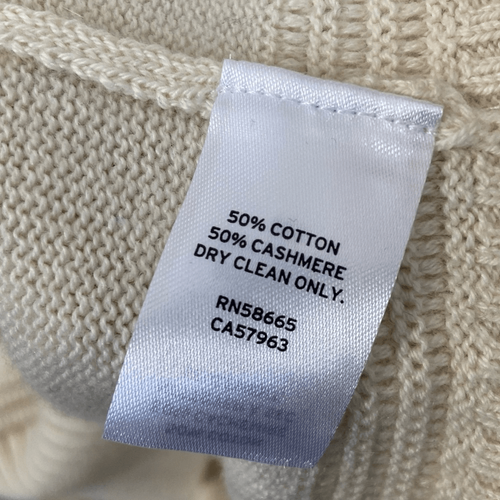 50% COTTON
50% CASHMERE
DRY CLEAN ONLY.
RN58665
CA57963